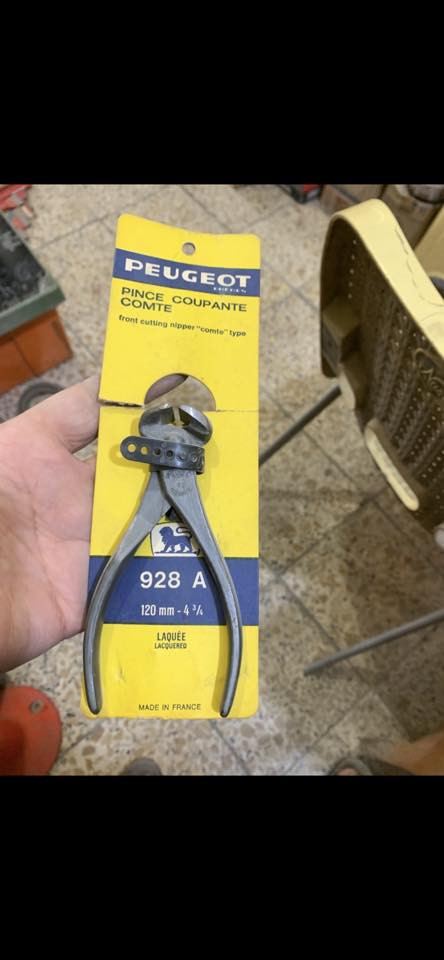 PEUGEOT
PINCE COUPANTE
COMTE
front cutting nipper "comte" type
928 A
120 mm - 4 3/4
LAQUÉE
LACQUERED
MADE IN FRANCE